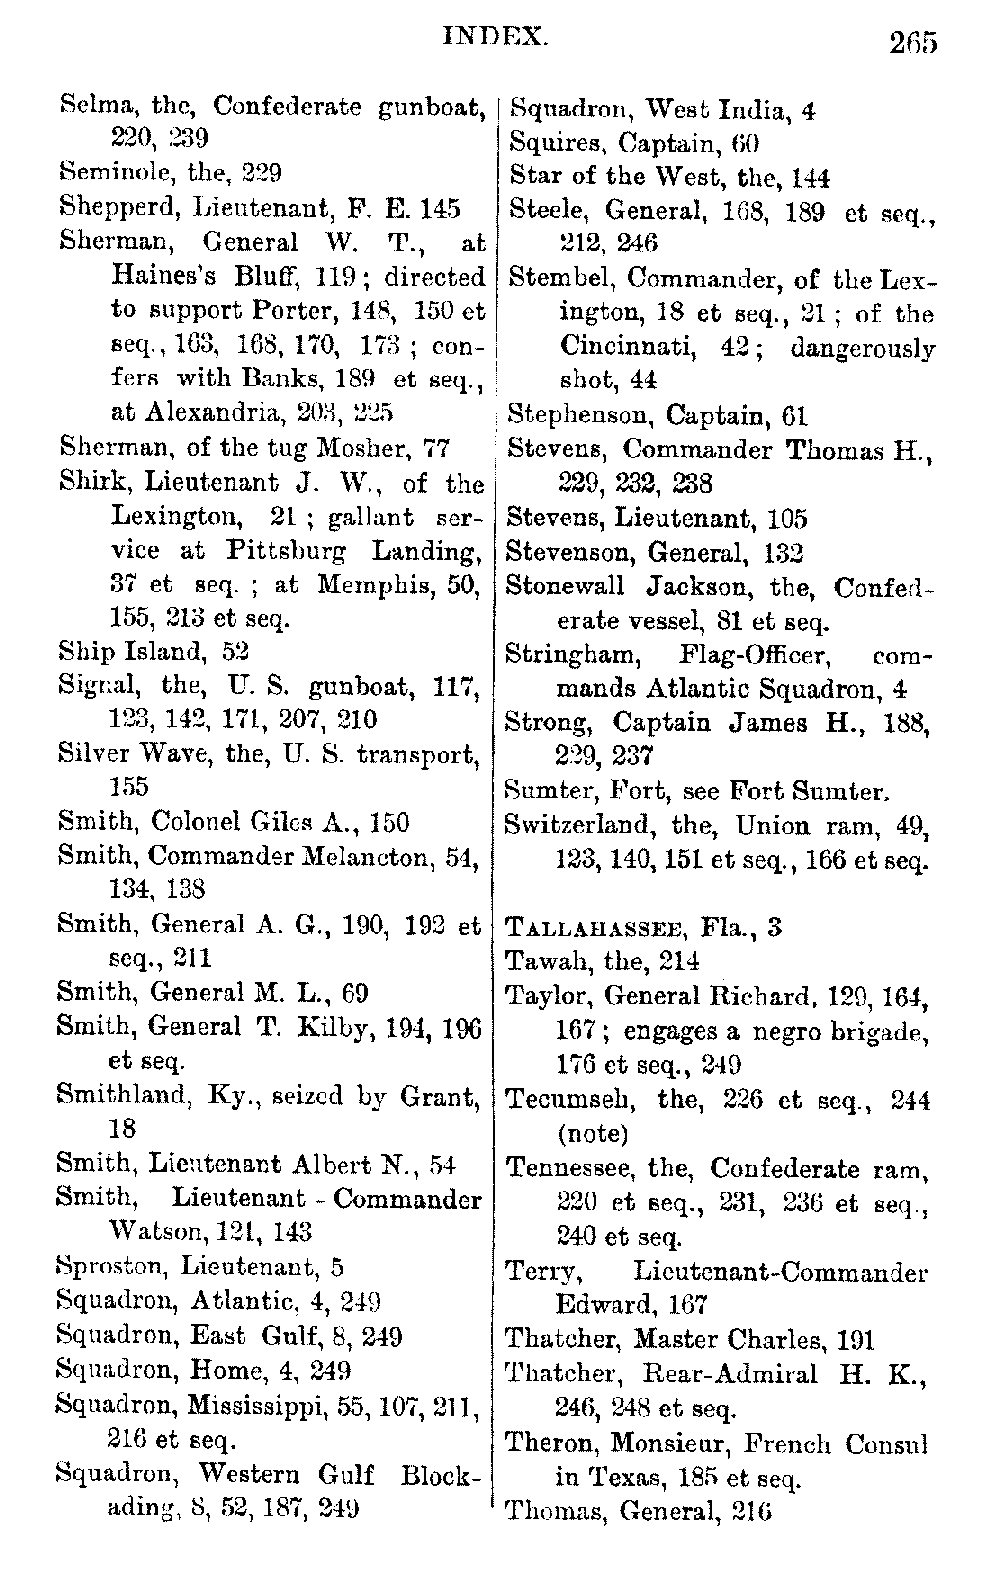 INDEX.
265
Selma, the, Confederate gunboat,
220, 239
Seminole, the, 229
Shepperd, Lieutenant, F. E. 145
Sherman, General W. T., at
Haines's Bluff, 119; directed
to support Porter, 148, 150 et
seq., 163, 168, 170, 173; con-
fers with Banks, 189 et seq.,
at Alexandria, 203, 225
Sherman, of the tug Mosher, 77
Shirk, Lieutenant J. W., of the
Lexington, 21; gallant ser-
vice at Pittsburg Landing,
37 et seq.; at Memphis, 50,
155, 213 et seq.
Ship Island, 52
Signal, the, U. S. gunboat, 117,
123, 142, 171, 207, 210
Silver Wave, the, U. S. transport,
155
Smith, Colonel Giles A., 150
Smith, Commander Melancton, 54,
134, 138
Smith, General A. G., 190, 192 et
seq., 211
Smith, General M. L., 69
Smith, General T. Kilby, 194, 196
et seq.
Smithland, Ky., seized by Grant,
18
Smith, Lieutenant Albert N., 54
Smith, Lieutenant-Commander
Watson, 121, 143
Sproston, Lieutenant, 5
Squadron, Atlantic, 4, 249
Squadron, East Gulf, 8, 249
Squadron, Home, 4, 249
Squadron, Mississippi, 55, 107, 211,
216 et seq.
Squadron, Western Gulf Block-
ading, 8, 52, 187, 249
Squadron, West India, 4
Squires, Captain, 60
Star of the West, the, 144
Steele, General, 168, 189 et seq.,
212, 246
Stembel, Commander, of the Lex-
ington, 18 et seq., 21; of the
Cincinnati, 42; dangerously
shot, 44
Stephenson, Captain, 61
Stevens, Commander Thomas H.,
229, 232, 238
Stevens, Lieutenant, 105
Stevenson, General, 132
Stonewall Jackson, the, Confed-
erate vessel, 81 et seq.
Stringham, Flag-Officer, com-
mands Atlantic Squadron, 4
Strong, Captain James H., 188,
229, 237
Sumter, Fort, see Fort Sumter.
Switzerland, the, Union ram, 49,
123, 140, 151 et seq., 166 et seq.
TALLAHASSEE, Fla., 3
Tawah, the, 214
Taylor, General Richard, 120, 164,
167; engages a negro brigade,
176 et seq., 249
Tecumseh, the, 226 et seq., 244
(note)
Tennessee, the, Confederate ram,
220 et seq., 231, 236 et seq.,
240 et seq.
Terry, Lieutenant-Commander
Edward, 167
Thatcher, Master Charles, 191
Thatcher, Rear-Admiral H. K.,
246, 248 et seq.
Theron, Monsieur, French Consul
in Texas, 185 et seq.
Thomas, General, 216